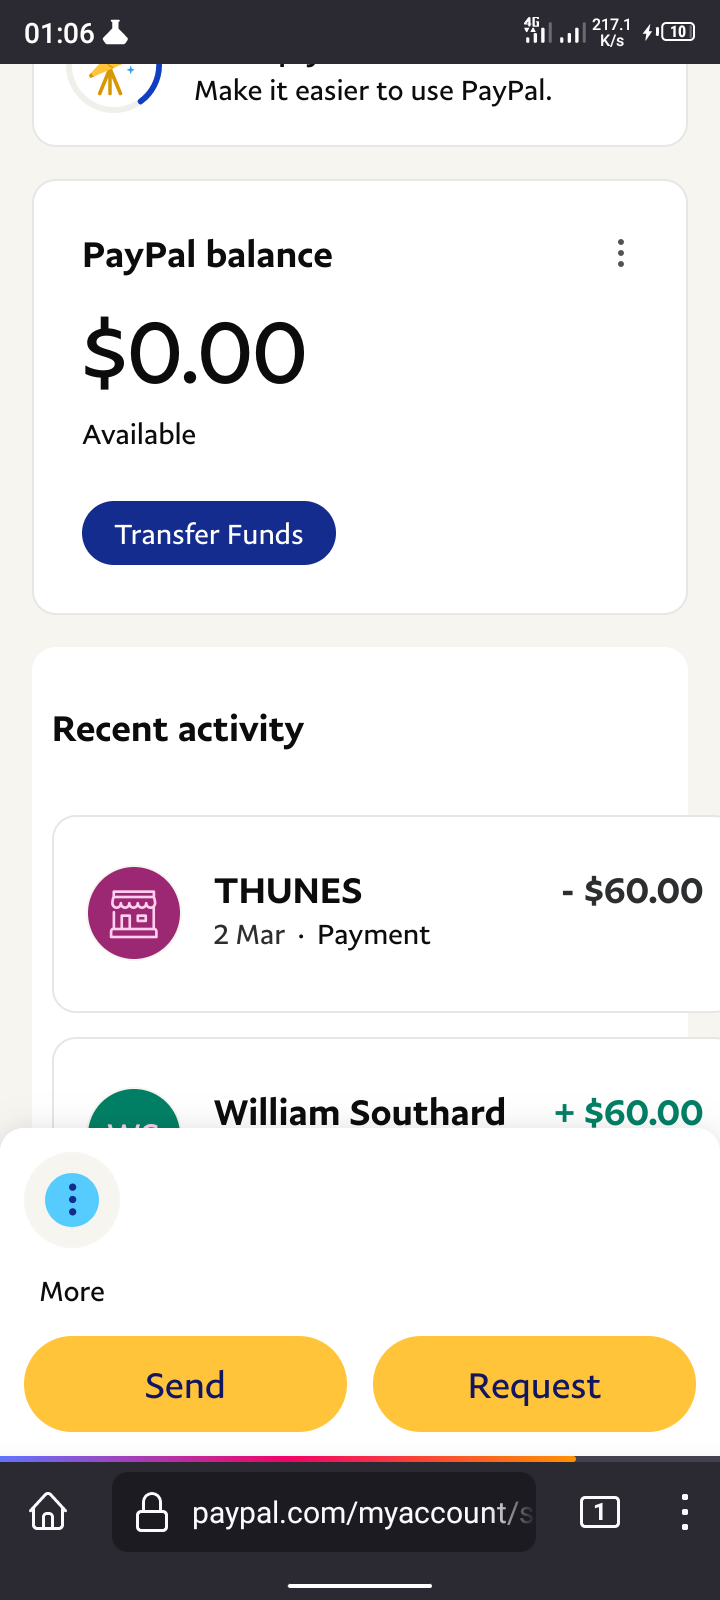 01:06
4G
217.1
K/s
10
Make it easier to use PayPal.
PayPal balance
$0.00
Available
Transfer Funds
Recent activity
THUNES
- $60.00
2 Mar · Payment
William Southard
+ $60.00
More
Send
Request
paypal.com/myaccount/s
1